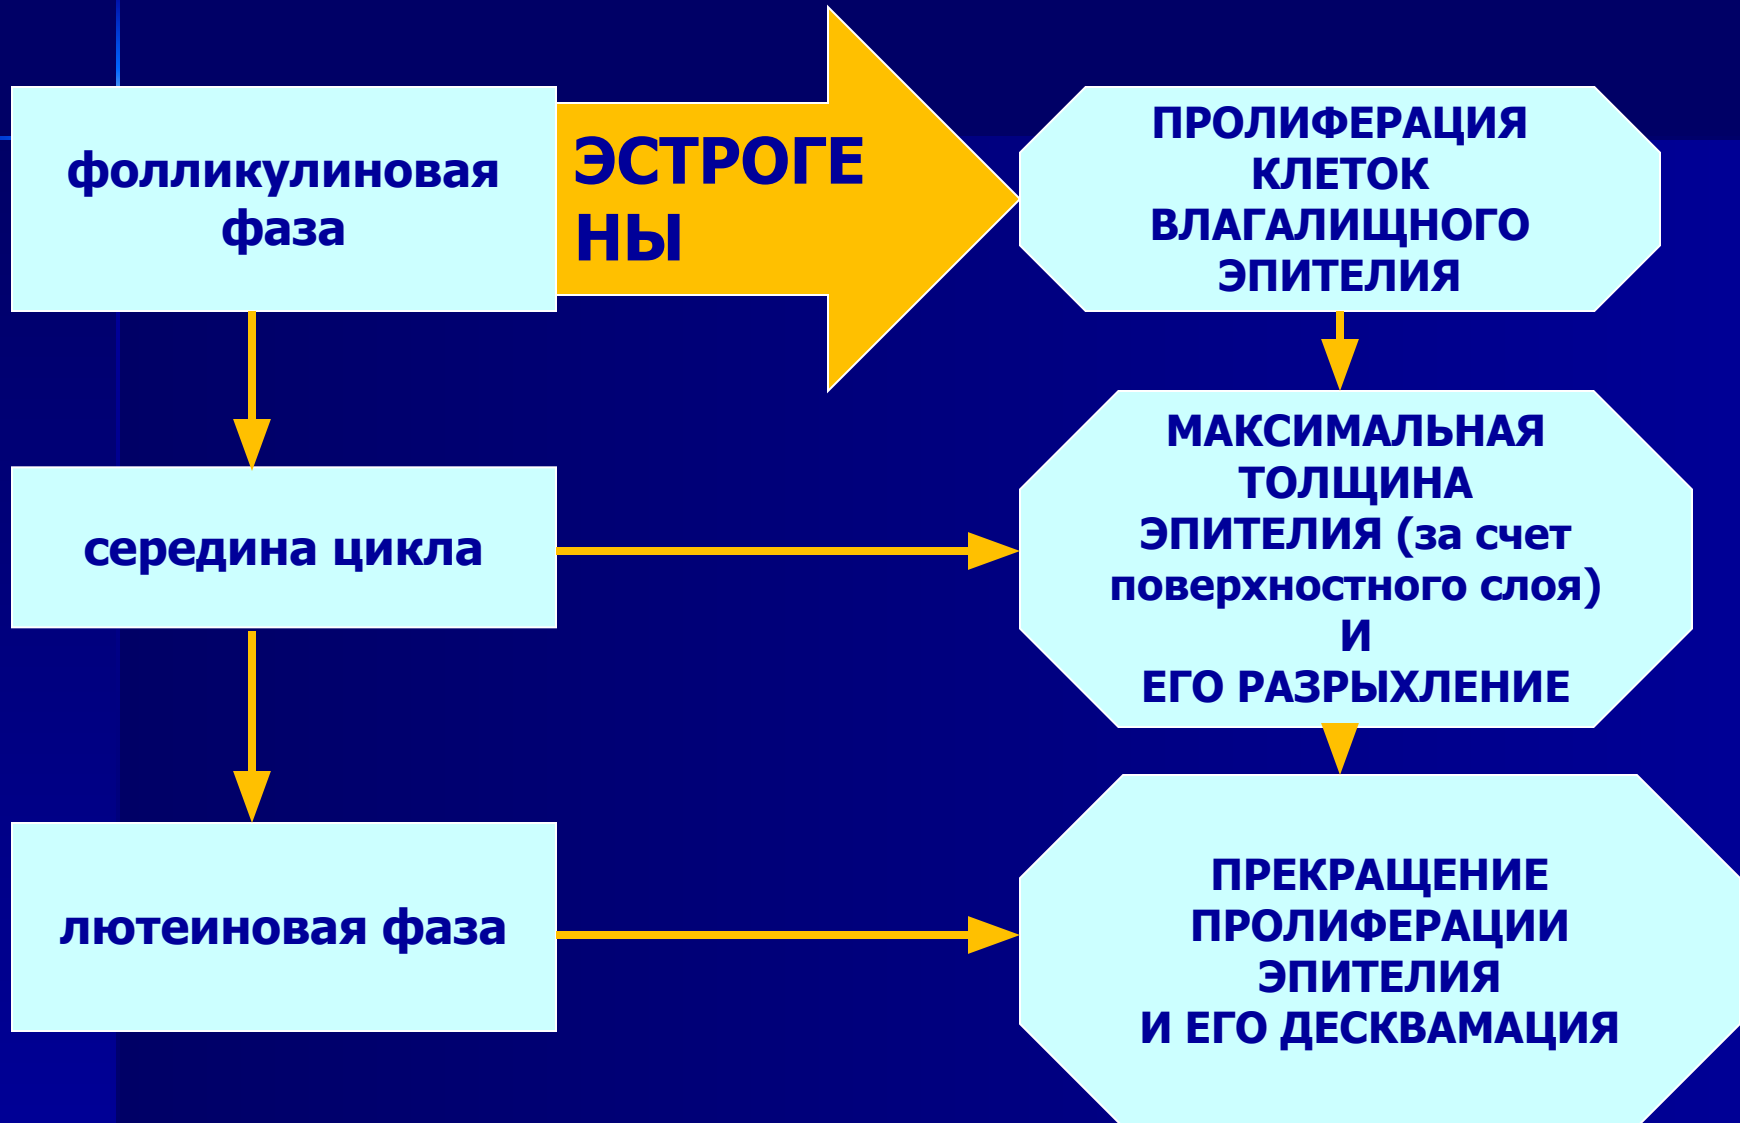 фолликулиновая
фаза
ЭСТРОГЕ
НЫ
ПРОЛИФЕРАЦИЯ
КЛЕТОК
ВЛАГАЛИЩНОГО
ЭПИТЕЛИЯ
середина цикла
МАКСИМАЛЬНАЯ
ТОЛЩИНА
ЭПИТЕЛИЯ (за счет
поверхностного слоя)
И
ЕГО РАЗРЫХЛЕНИЕ
лютеиновая фаза
ПРЕКРАЩЕНИЕ
ПРОЛИФЕРАЦИИ
ЭПИТЕЛИЯ
И ЕГО ДЕСКВАМАЦИЯ